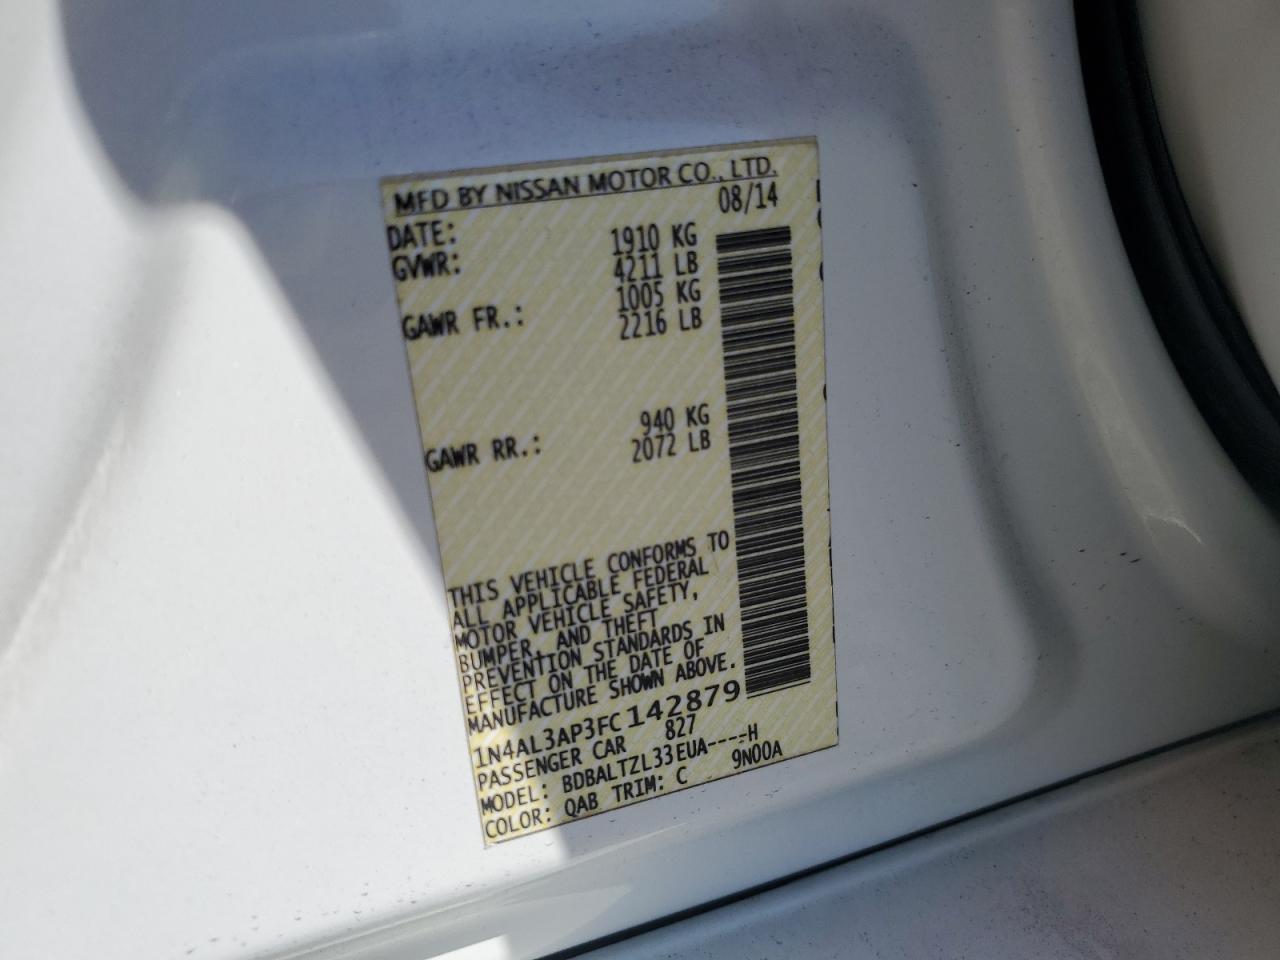 MFD BY NISSAN MOTOR CO., LTD.
DATE: 08/14
GVWR: 1910 KG
4211 LB
GAWR FR.: 1005 KG
2216 LB
GAWR RR.: 940 KG
2072 LB
THIS VEHICLE CONFORMS TO
ALL APPLICABLE FEDERAL
MOTOR VEHICLE SAFETY,
BUMPER, AND THEFT
PREVENTION STANDARDS IN
EFFECT ON THE DATE OF
MANUFACTURE SHOWN ABOVE.
1N4AL3AP3FC142879
PASSENGER CAR 827
MODEL: BDBALTZL33EUA----H
COLOR: QAB TRIM: C 9N00A